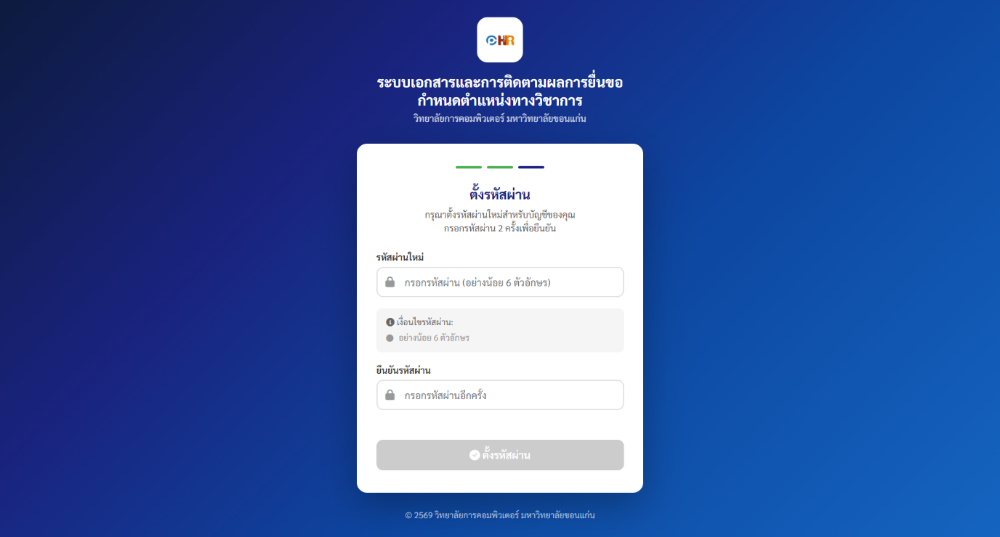 HR
ระบบเอกสารและการติดตามผลการยื่นขอ
กำหนดตำแหน่งทางวิชาการ
วิทยาลัยการคอมพิวเตอร์ มหาวิทยาลัยขอนแก่น
ตั้งรหัสผ่าน
กรุณาตั้งรหัสผ่านใหม่สำหรับบัญชีของคุณ
กรอกรหัสผ่าน 2 ครั้งเพื่อยืนยัน
รหัสผ่านใหม่
กรอกรหัสผ่าน (อย่างน้อย 6 ตัวอักษร)
เงื่อนไขรหัสผ่าน:
อย่างน้อย 6 ตัวอักษร
ยืนยันรหัสผ่าน
กรอกรหัสผ่านอีกครั้ง
ตั้งรหัสผ่าน
© 2569 วิทยาลัยการคอมพิวเตอร์ มหาวิทยาลัยขอนแก่น